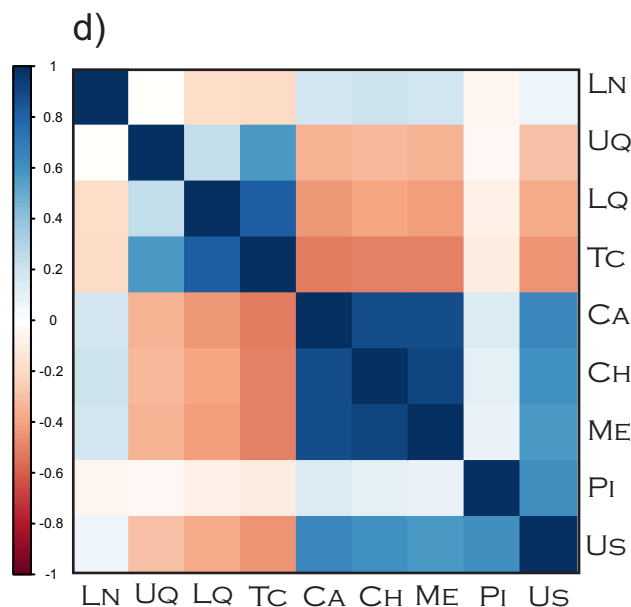 d)
1
0.8
0.6
0.4
0.2
0
-0.2
-0.4
-0.6
-0.8
-1
LN
UQ
LQ
TC
CA
CH
ME
PI
US
LN UQ LQ TC CA CH ME PI US